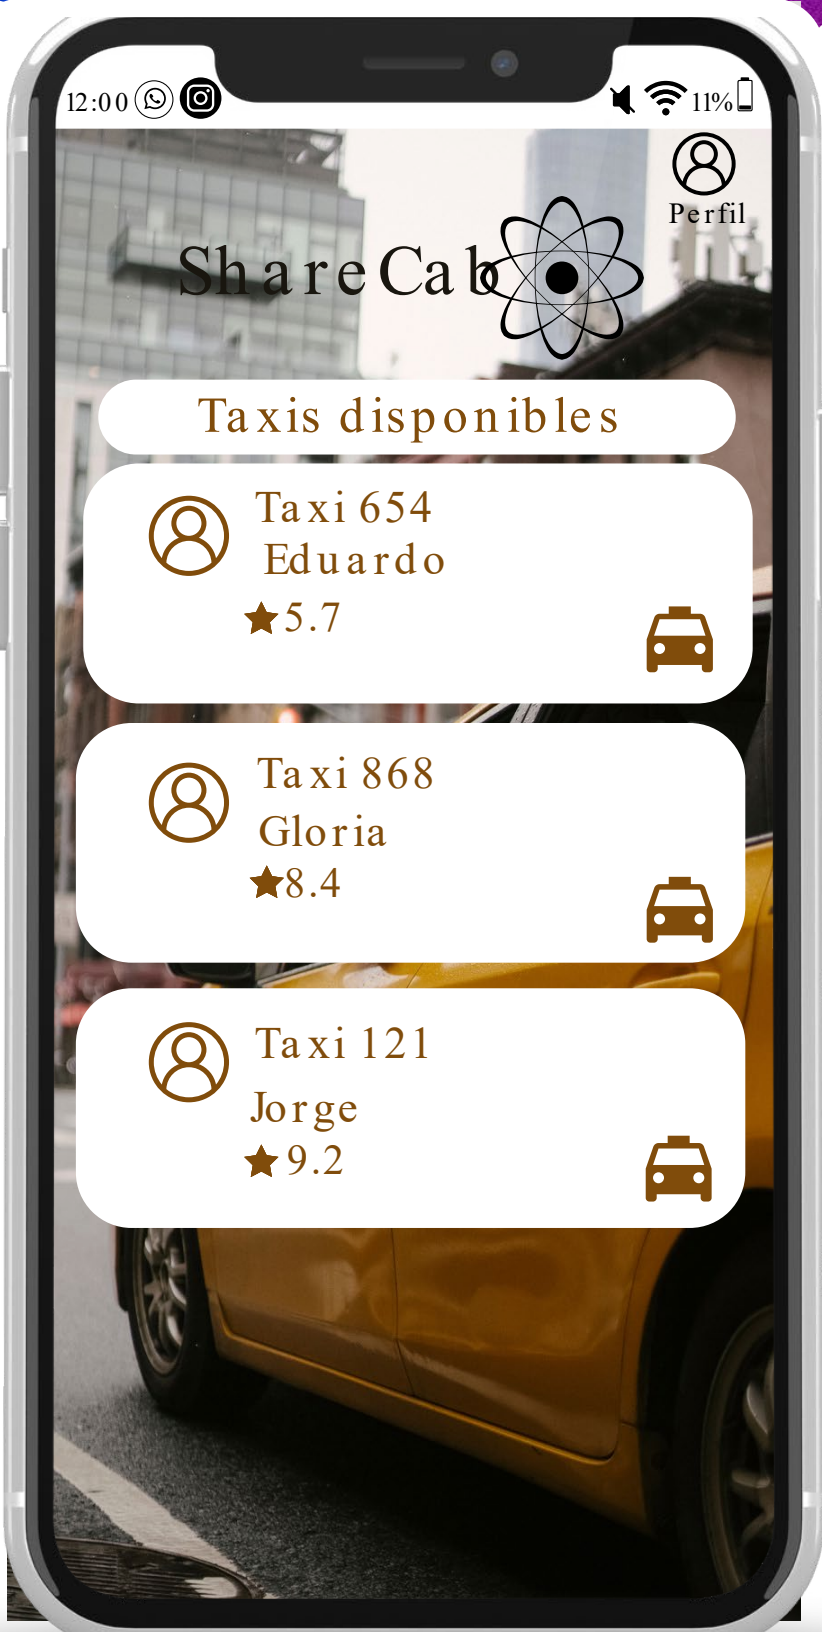 12:00
11%
Perfil
ShareCab
Taxis disponibles
Taxi 654
Eduardo
5.7
Taxi 868
Gloria
8.4
Taxi 121
Jorge
9.2